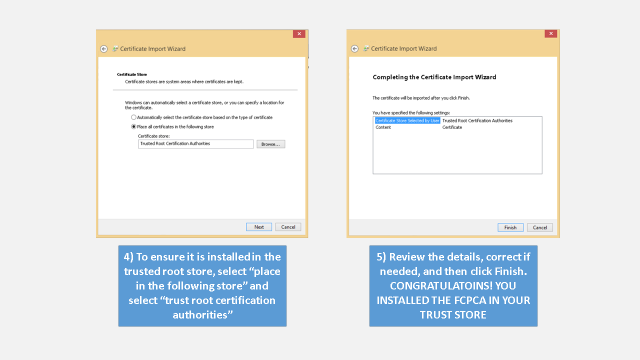 Certificate Import Wizard
Certificate Store
Certificate stores are system areas where certificates are kept.
Windows can automatically select a certificate store, or you can specify a location for
the certificate.
Automatically select the certificate store based on the type of certificate
Place all certificates in the following store
Certificate store:
Trusted Root Certification Authorities
Browse...
Next
Cancel
4) To ensure it is installed in the
trusted root store, select “place
in the following store” and
select “trust root certification
authorities”
Certificate Import Wizard
Completing the Certificate Import Wizard
The certificate will be imported after you click Finish.
You have specified the following settings:
Certificate Store Selected by User Trusted Root Certification Authorities
Content Certificate
Finish
Cancel
5) Review the details, correct if
needed, and then click Finish.
CONGRATULATOINS! YOU
INSTALLED THE FCPCA IN YOUR
TRUST STORE